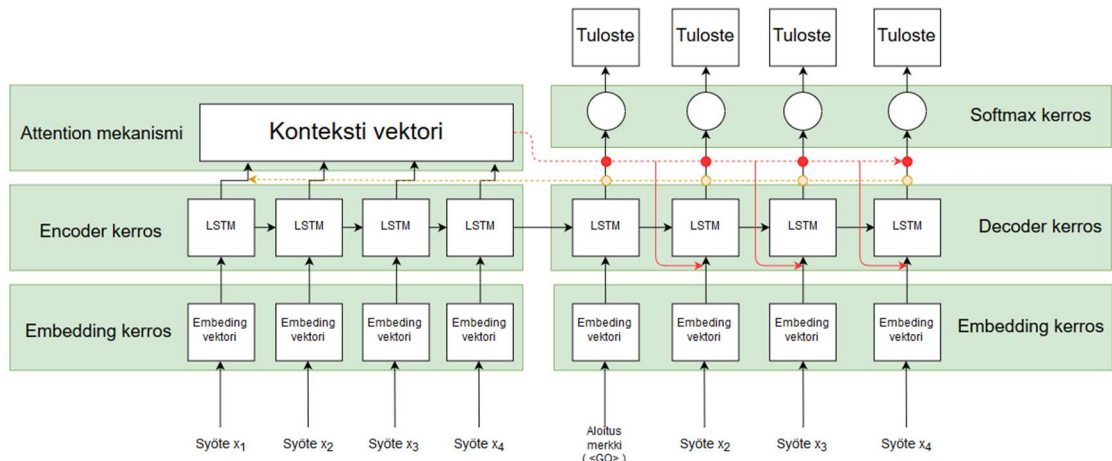 Tuloste
Tuloste
Tuloste
Tuloste
Attention mekanismi
Konteksti vektori
Softmax kerros
Encoder kerros
LSTM
LSTM
LSTM
LSTM
LSTM
LSTM
LSTM
LSTM
Decoder kerros
Embedding kerros
Embeding
vektori
Embeding
vektori
Embeding
vektori
Embeding
vektori
Embeding
vektori
Embeding
vektori
Embeding
vektori
Embeding
vektori
Embedding kerros
Syöte x1
Syöte x2
Syöte x3
Syöte x4
Aloitus
merkki
( <GO> )
Syöte x2
Syöte x3
Syöte x4